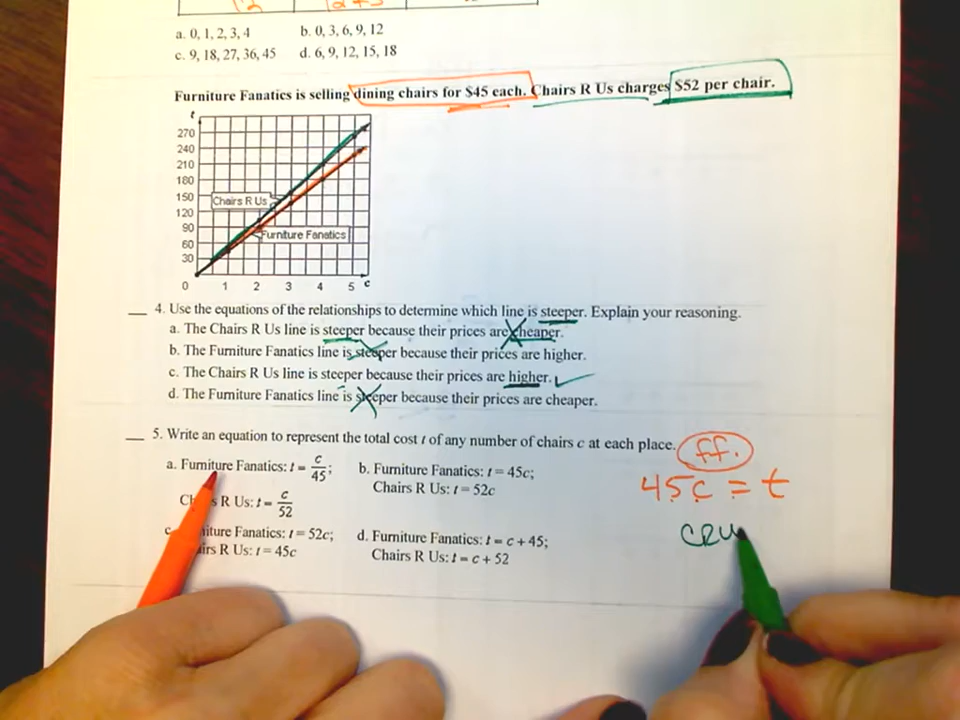 a. 0, 1, 2, 3, 4 b. 0, 3, 6, 9, 12
c. 9, 18, 27, 36, 45 d. 6, 9, 12, 15, 18
Furniture Fanatics is selling dining chairs for $45 each. Chairs R Us charges $52 per chair.
t
270
240
210
180
150
120
90
60
30
Chairs R Us
Furniture Fanatics
0 1 2 3 4 5 c
4. Use the equations of the relationships to determine which line is steeper. Explain your reasoning.
a. The Chairs R Us line is steeper because their prices are cheaper.
b. The Furniture Fanatics line is steeper because their prices are higher.
c. The Chairs R Us line is steeper because their prices are higher.
d. The Furniture Fanatics line is steeper because their prices are cheaper.
5. Write an equation to represent the total cost t of any number of chairs c at each place.
ff.
a. Furniture Fanatics: t = c/45;
Chairs R Us: t = c/52
b. Furniture Fanatics: t = 45c;
Chairs R Us: t = 52c
45c = t
CRU
Fanatics: t = 52c;
R Us: t = 45c
d. Furniture Fanatics: t = c + 45;
Chairs R Us: t = c + 52